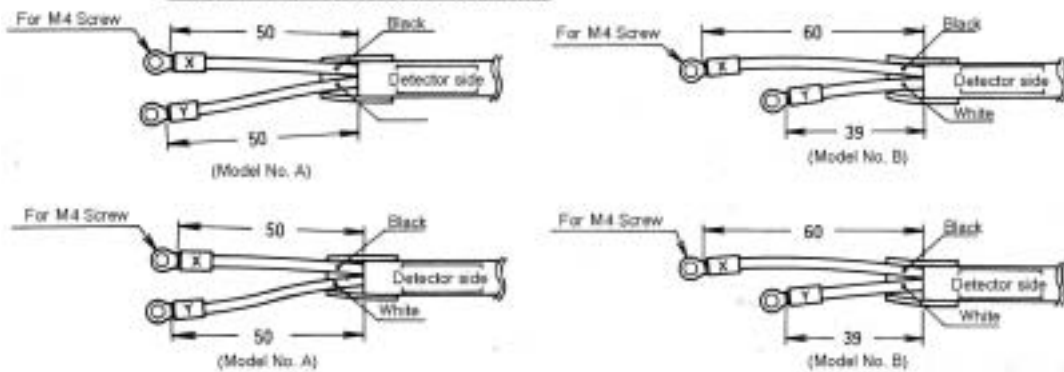 For M4 Screw
50
Black
X
Detector side
Y
50
(Model No. A)
For M4 Screw
60
Black
X
Detector side
Y
White
39
(Model No. B)
For M4 Screw
50
Black
X
Detector side
Y
White
50
(Model No. A)
For M4 Screw
60
Black
X
Detector side
Y
White
39
(Model No. B)